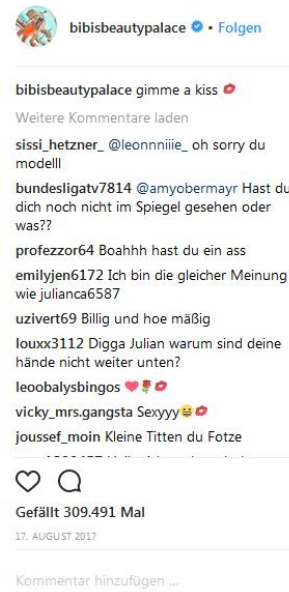 bibisbeautypalace • Folgen
bibisbeautypalace gimme a kiss 💋
Weitere Kommentare laden
sissi_hetzner_ @leonnniiie_ oh sorry du
modelll
bundesligatv7814 @amyobermayr Hast du
dich noch nicht im Spiegel gesehen oder
was??
profezzor64 Boahhh hast du ein ass
emilyjen6172 Ich bin die gleicher Meinung
wie julianca6587
uzivert69 Billig und hoe mäßig
louxx3112 Digga Julian warum sind deine
hände nicht weiter unten?
leoobalysbingos ❤️🌹💋
vicky_mrs.gangsta Sexyyy😄💋
joussef_moin Kleine Titten du Fotze
Gefällt 309.491 Mal
17. AUGUST 2017
Kommentar hinzufügen ...